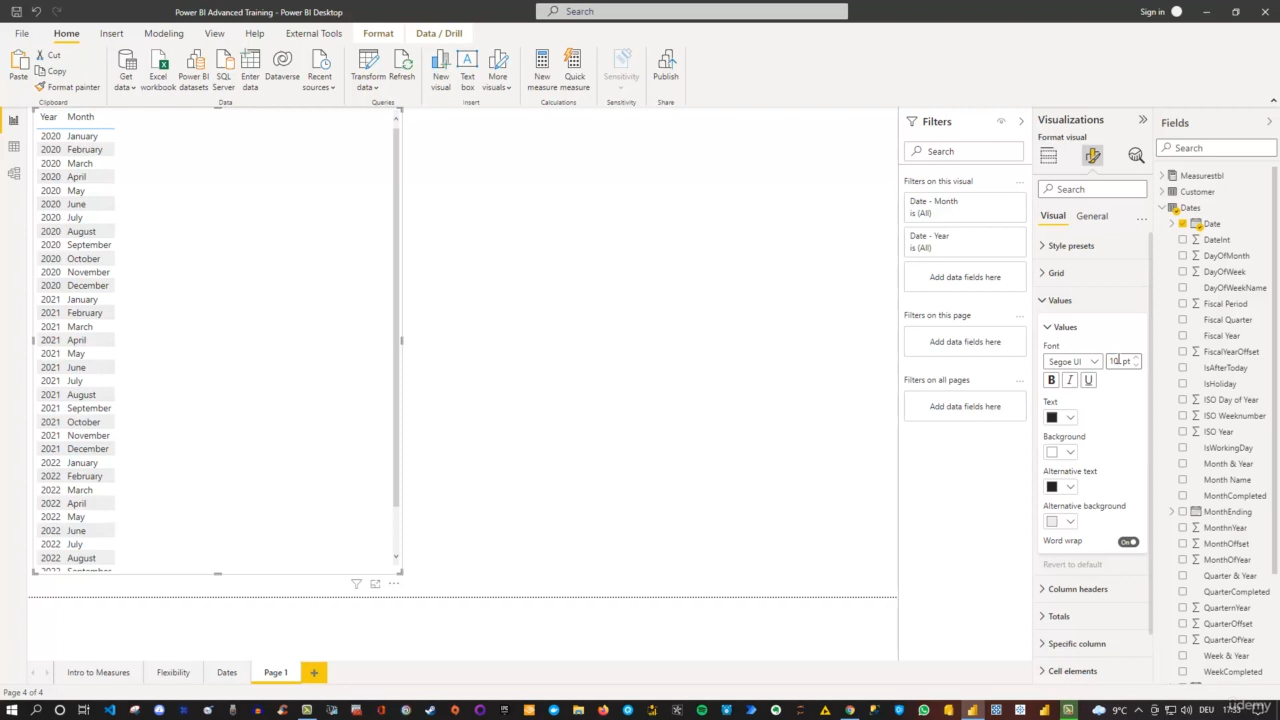 Power BI Advanced Training - Power BI Desktop
Search
Sign in
File Home Insert Modeling View Help External Tools Format Data / Drill
Paste
Cut
Copy
Format painter
Get data
Excel workbook
Power BI datasets
SQL Server
Enter data
Dataverse
Recent sources
Transform data
Refresh
New visual
Text box
More visuals
New measure
Quick measure
Sensitivity
Publish
Clipboard Data Queries Insert Calculations Sensitivity Share
Year Month
2020 January
2020 February
2020 March
2020 April
2020 May
2020 June
2020 July
2020 August
2020 September
2020 October
2020 November
2020 December
2021 January
2021 February
2021 March
2021 April
2021 May
2021 June
2021 July
2021 August
2021 September
2021 October
2021 November
2021 December
2022 January
2022 February
2022 March
2022 April
2022 May
2022 June
2022 July
2022 August
2022 September
Filters
Search
Filters on this visual
Date - Month
is (All)
Date - Year
is (All)
Add data fields here
Filters on this page
Add data fields here
Filters on all pages
Add data fields here
Visualizations
Format visual
Search
Visual General
Style presets
Grid
Values
Values
Font
Segoe UI 10 pt
B I U
Text
Background
Alternative text
Alternative background
Word wrap On
Revert to default
Column headers
Totals
Specific column
Cell elements
Fields
Search
Measurestbl
Customer
Dates
Date
DateInt
DayOfMonth
DayOfWeek
DayOfWeekName
Fiscal Period
Fiscal Quarter
Fiscal Year
FiscalYearOffset
IsAfterToday
IsHoliday
ISO Day of Year
ISO Weeknumber
ISO Year
IsWorkingDay
Month & Year
Month Name
MonthCompleted
MonthEnding
MonthnYear
MonthOffset
MonthOfYear
Quarter & Year
QuarterCompleted
QuarternYear
QuarterOffset
QuarterOfYear
Week & Year
WeekCompleted
Intro to Measures Flexibility Dates Page 1
Page 4 of 4
9°C
DEU
Udemy